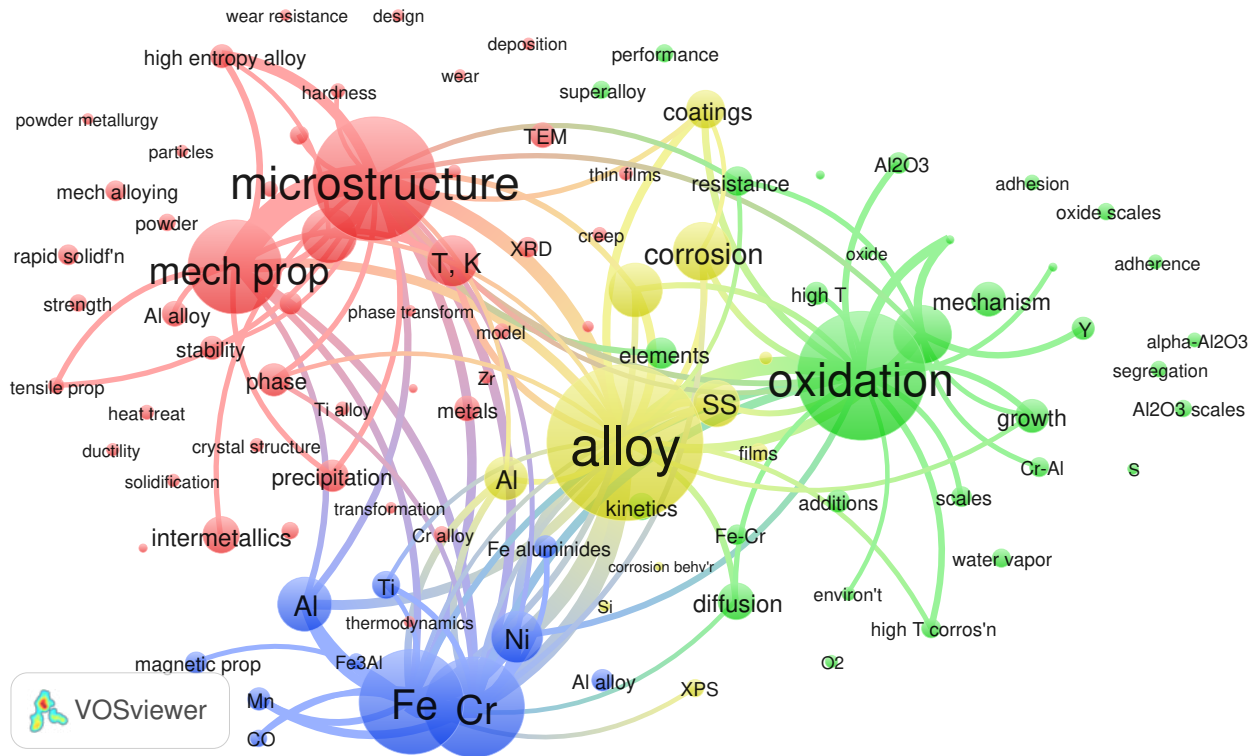 wear resistance
design
deposition
high entropy alloy
performance
wear
hardness
superalloy
coatings
powder metallurgy
TEM
particles
Al2O3
thin films
microstructure
resistance
adhesion
mech alloying
oxide scales
powder
creep
XRD
corrosion
oxide
rapid solidf'n
T, K
adherence
mech prop
high T
mechanism
strength
Al alloy
phase transform
model
Y
alpha-Al2O3
stability
elements
segregation
tensile prop
phase
Zr
oxidation
SS
heat treat
Ti alloy
metals
growth
Al2O3 scales
alloy
ductility
crystal structure
films
Cr-Al
S
solidification
precipitation
Al
scales
transformation
kinetics
additions
intermetallics
Cr alloy
Fe aluminides
Fe-Cr
water vapor
corrosion behv'r
Ti
environ't
Al
Si
diffusion
thermodynamics
high T corros'n
Ni
magnetic prop
Fe3Al
O2
Al alloy
XPS
Mn
Fe
Cr
VOSviewer
CO